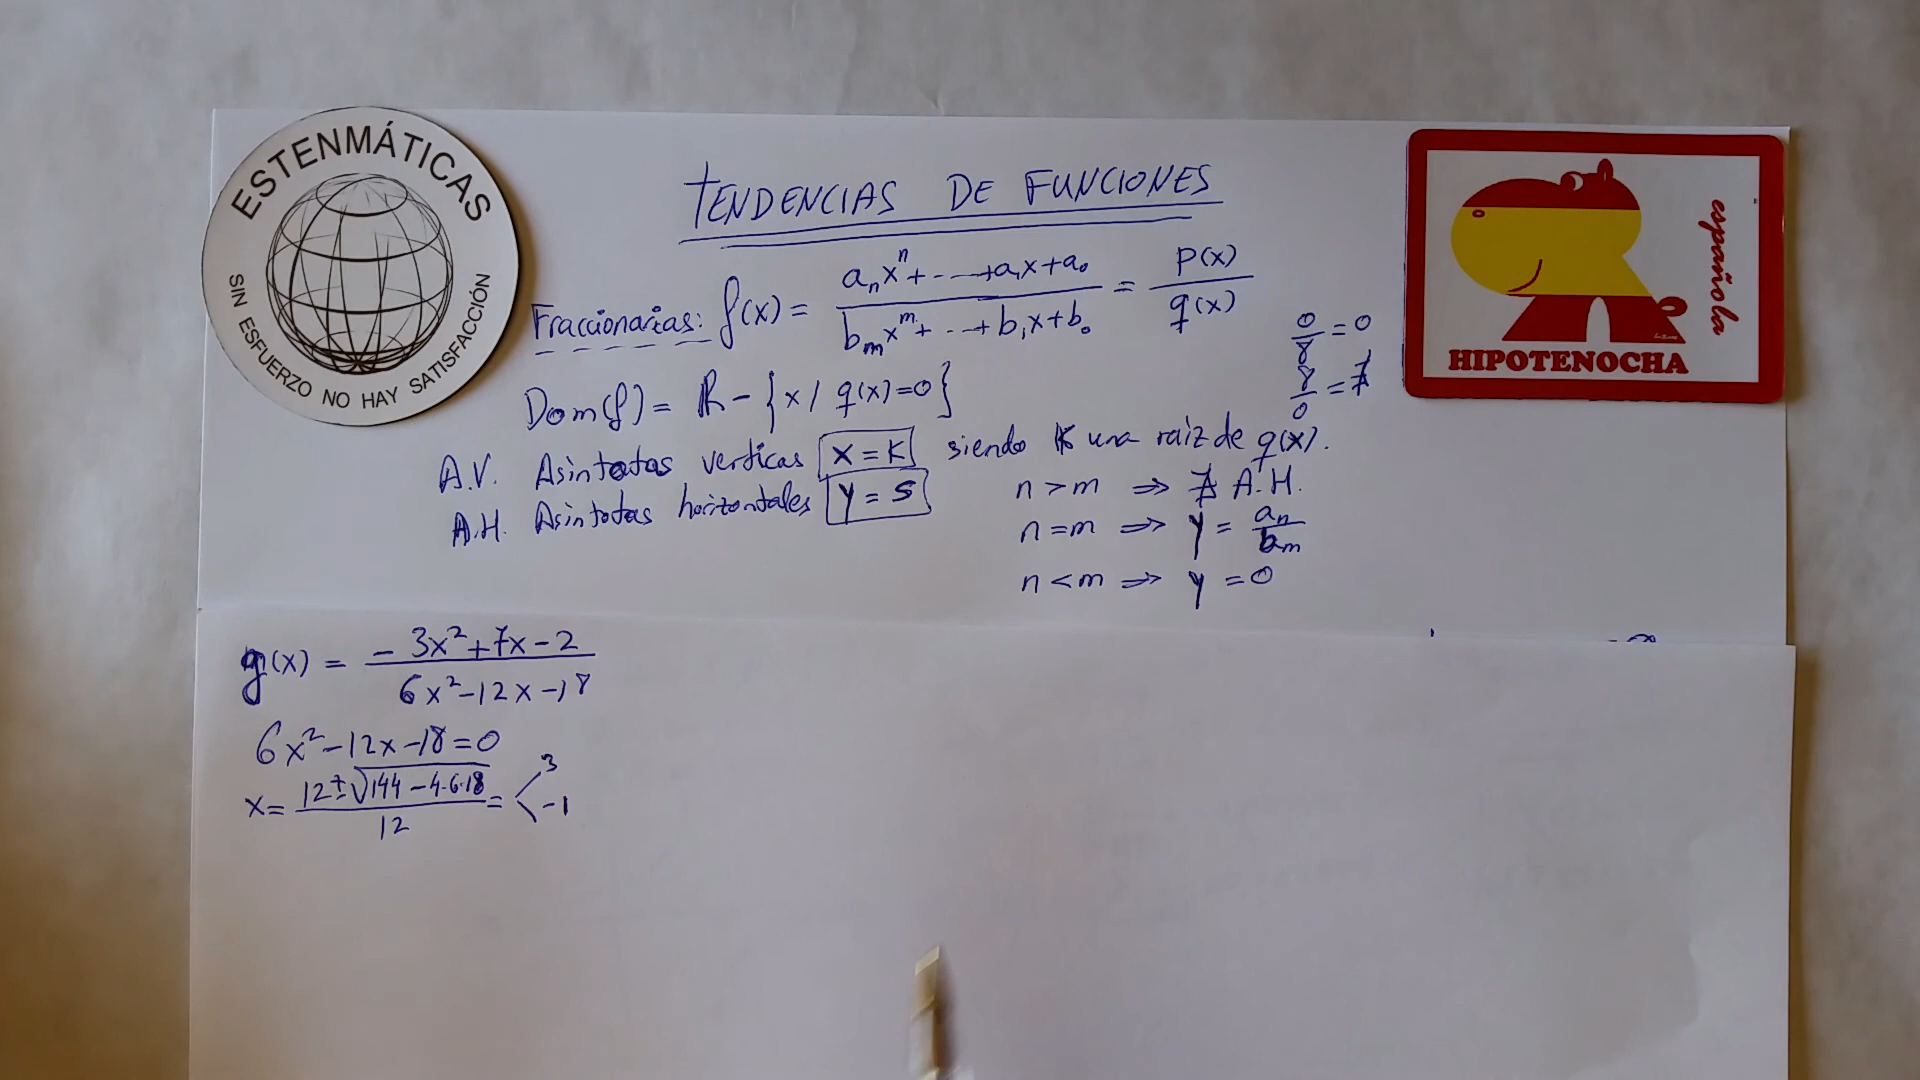 ESTENMÁTICAS
SIN ESFUERZO NO HAY SATISFACCIÓN
TENDENCIAS DE FUNCIONES
española
HIPOTENOCHA
Fraccionarias: f(x) = (aₙxⁿ + ---- + a₁x + a₀) / (bₘxᵐ + --- + b₁x + b₀) = P(x) / q(x)
0/8 = 0
8/0 = ∄
Dom(f) = ℝ - {x / q(x)=0}
A.V. Asintotas verticas x = K siendo K una raiz de q(x).
A.H. Asintotas horizontales y = s
n > m ⇒ ∄ A.H.
n = m ⇒ y = aₙ/bₘ
n < m ⇒ y = 0
g(x) = (-3x²+7x-2) / (6x²-12x-18)
6x²-12x-18=0
x = (12±√(144-4·6·18)) / 12 = < 3
-1